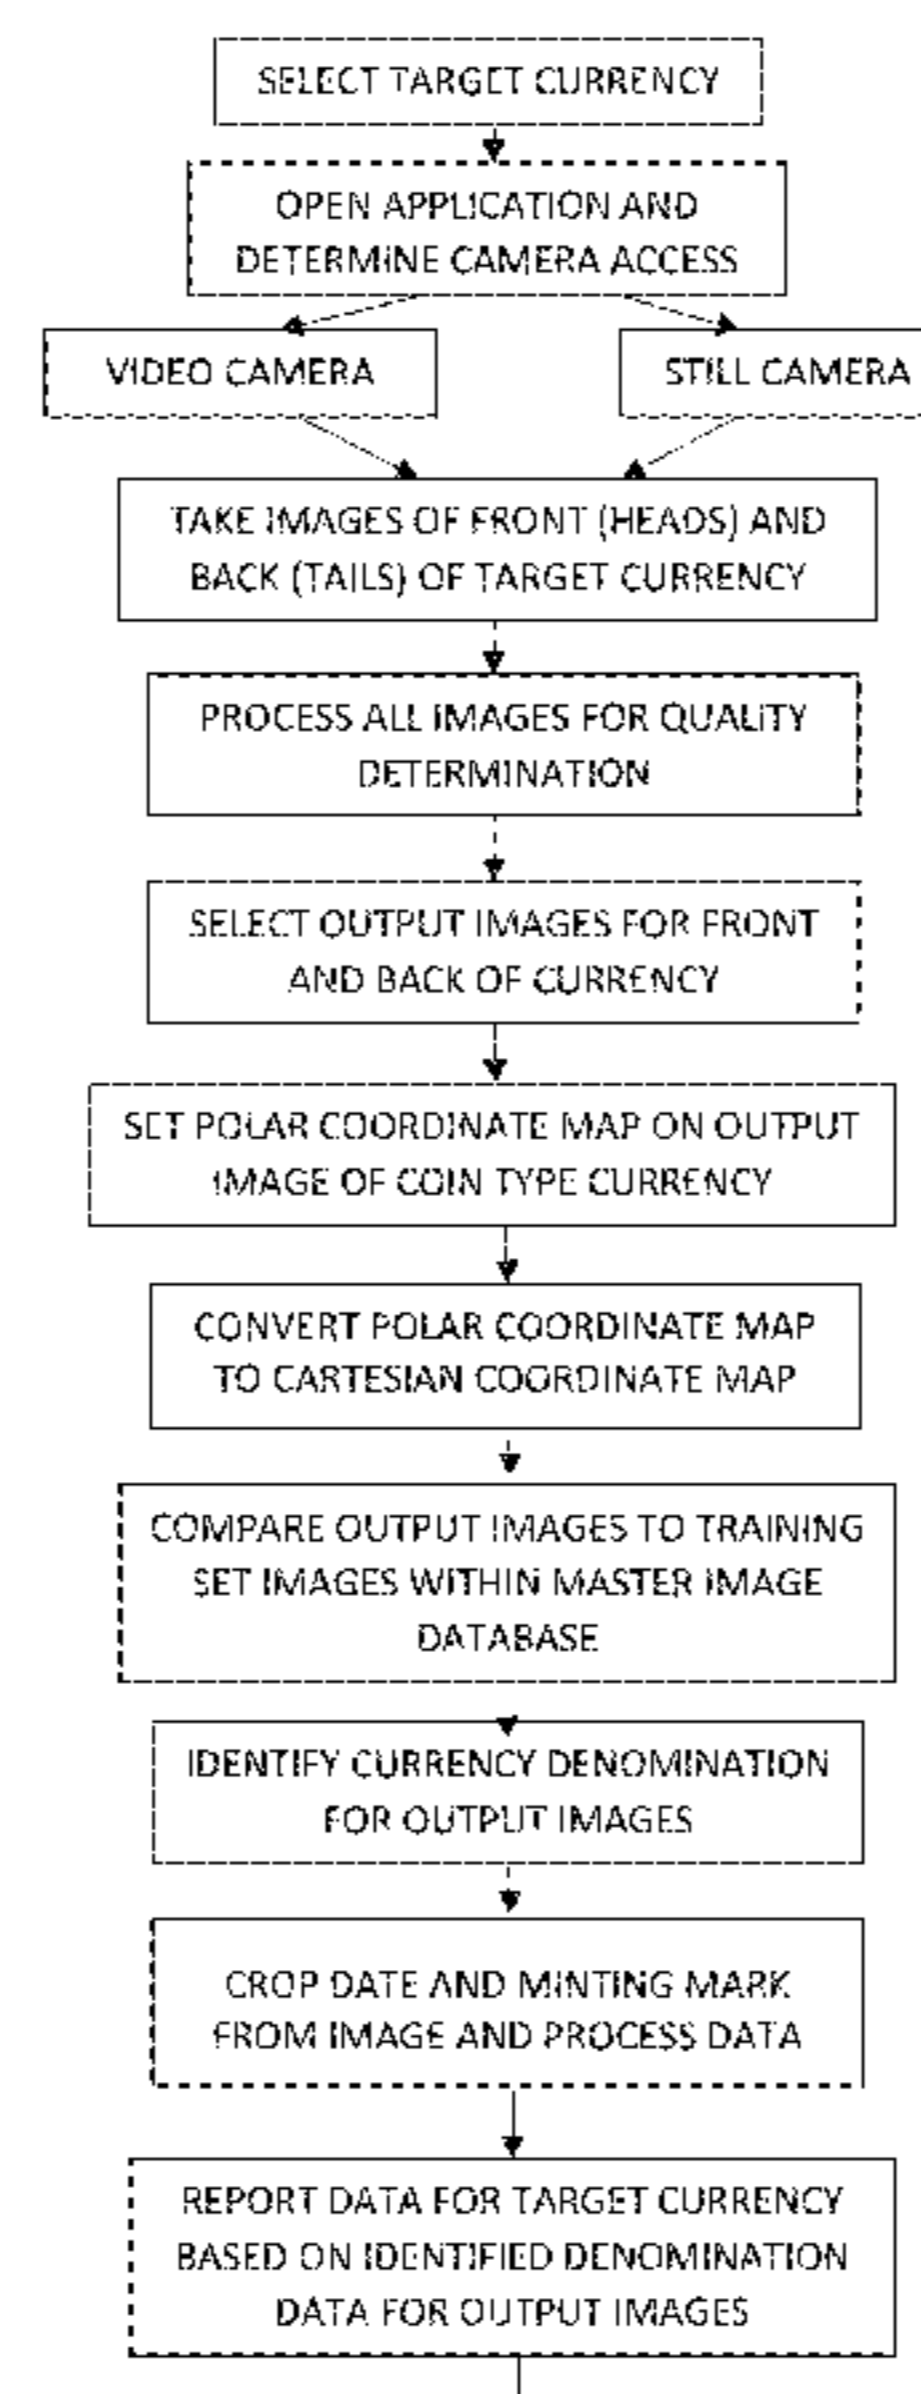 SELECT TARGET CURRENCY
OPEN APPLICATION AND
DETERMINE CAMERA ACCESS
VIDEO CAMERA
STILL CAMERA
TAKE IMAGES OF FRONT (HEADS) AND
BACK (TAILS) OF TARGET CURRENCY
PROCESS ALL IMAGES FOR QUALITY
DETERMINATION
SELECT OUTPUT IMAGES FOR FRONT
AND BACK OF CURRENCY
SET POLAR COORDINATE MAP ON OUTPUT
IMAGE OF COIN TYPE CURRENCY
CONVERT POLAR COORDINATE MAP
TO CARTESIAN COORDINATE MAP
COMPARE OUTPUT IMAGES TO TRAINING
SET IMAGES WITHIN MASTER IMAGE
DATABASE
IDENTIFY CURRENCY DENOMINATION
FOR OUTPUT IMAGES
CROP DATE AND MINTING MARK
FROM IMAGE AND PROCESS DATA
REPORT DATA FOR TARGET CURRENCY
BASED ON IDENTIFIED DENOMINATION
DATA FOR OUTPUT IMAGES